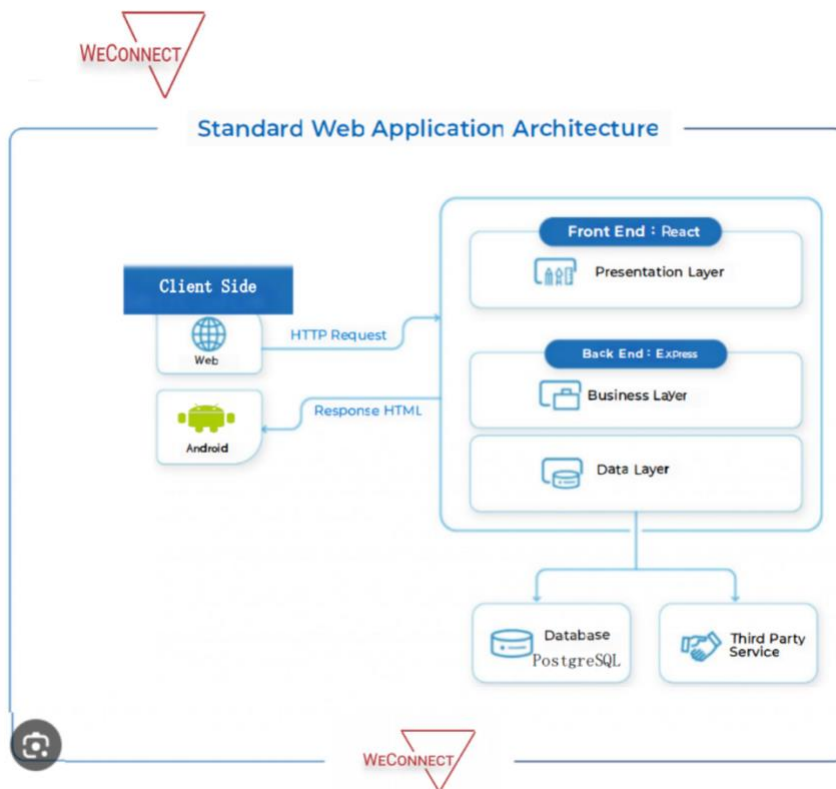 WECONNECT
Standard Web Application Architecture
Front End : React
Presentation Layer
Client Side
Web
HTTP Request
Back End : Express
Business Layer
Android
Response HTML
Data Layer
Database
PostgreSQL
Third Party
Service
WECONNECT